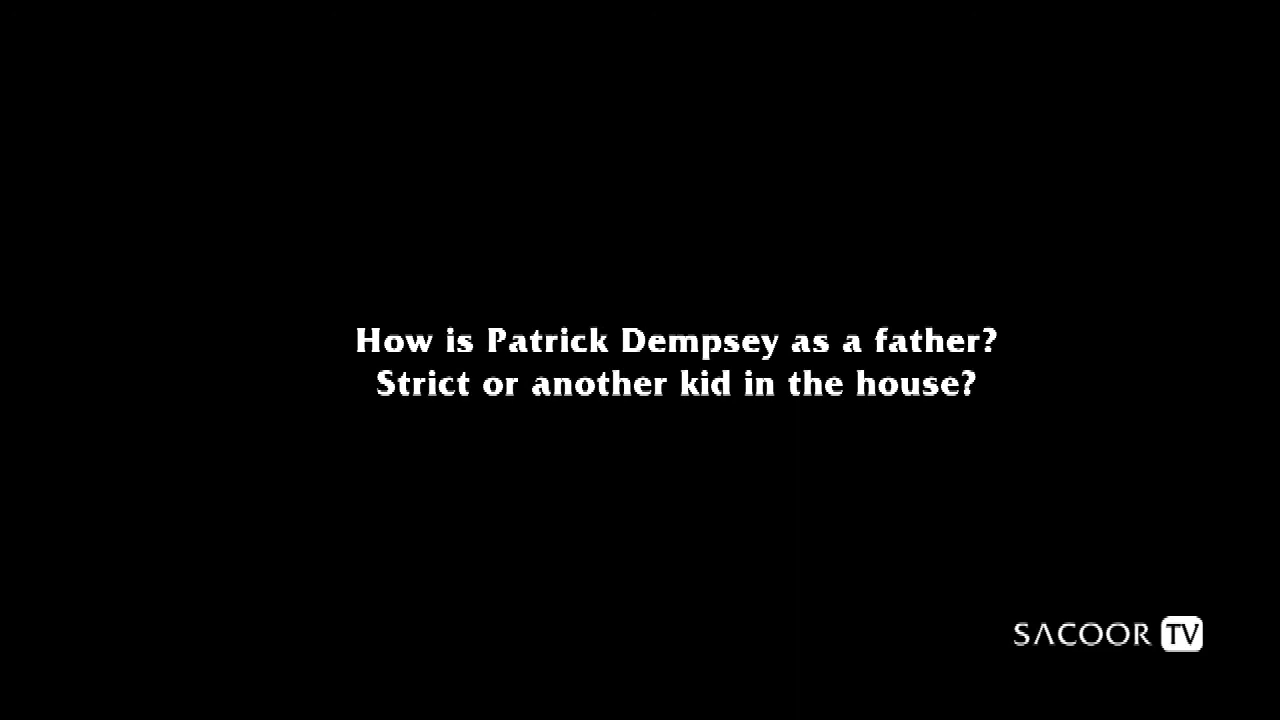 How is Patrick Dempsey as a father?
Strict or another kid in the house?
SACOOR TV